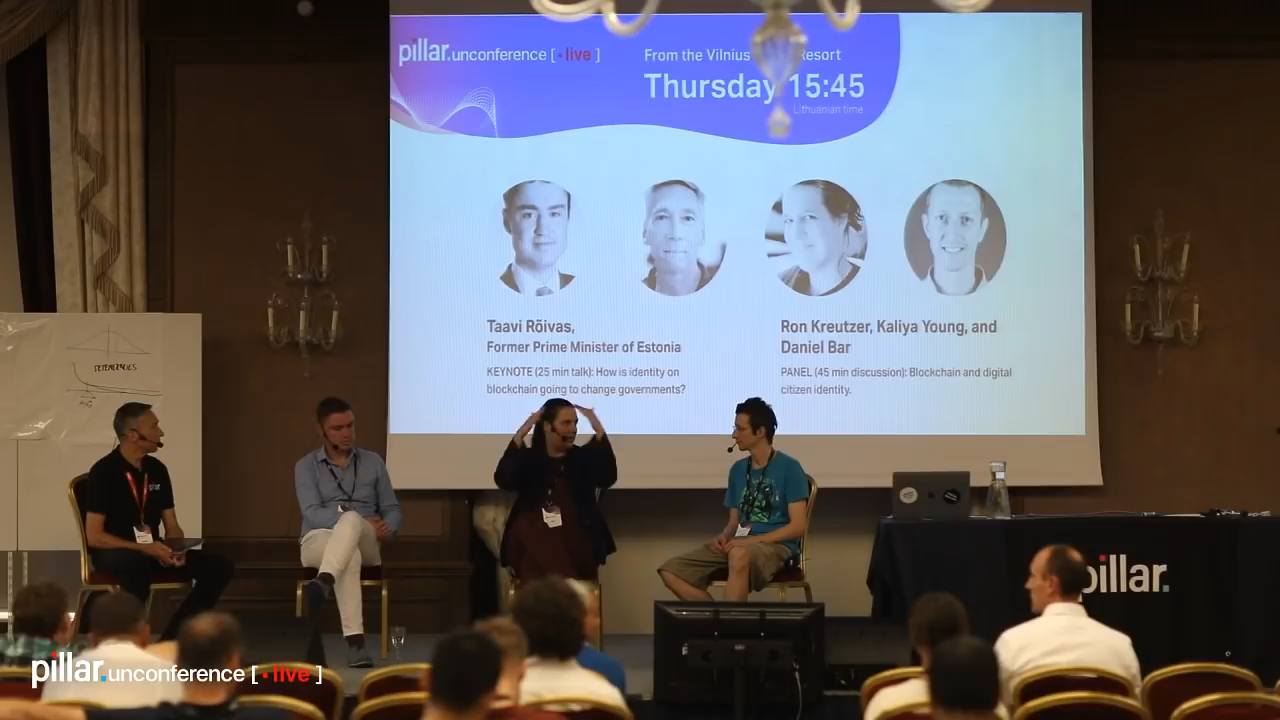 pillar.unconference [ • live ]
From the Vilnius
esort
Thursday 15:45
Lithuanian time
Taavi Rõivas,
Former Prime Minister of Estonia
KEYNOTE (25 min talk): How is identity on
blockchain going to change governments?
Ron Kreutzer, Kaliya Young, and
Daniel Bar
PANEL (45 min discussion): Blockchain and digital
citizen identity.
DEPENDENCIES
pillar.
pillar.unconference [ • live ]